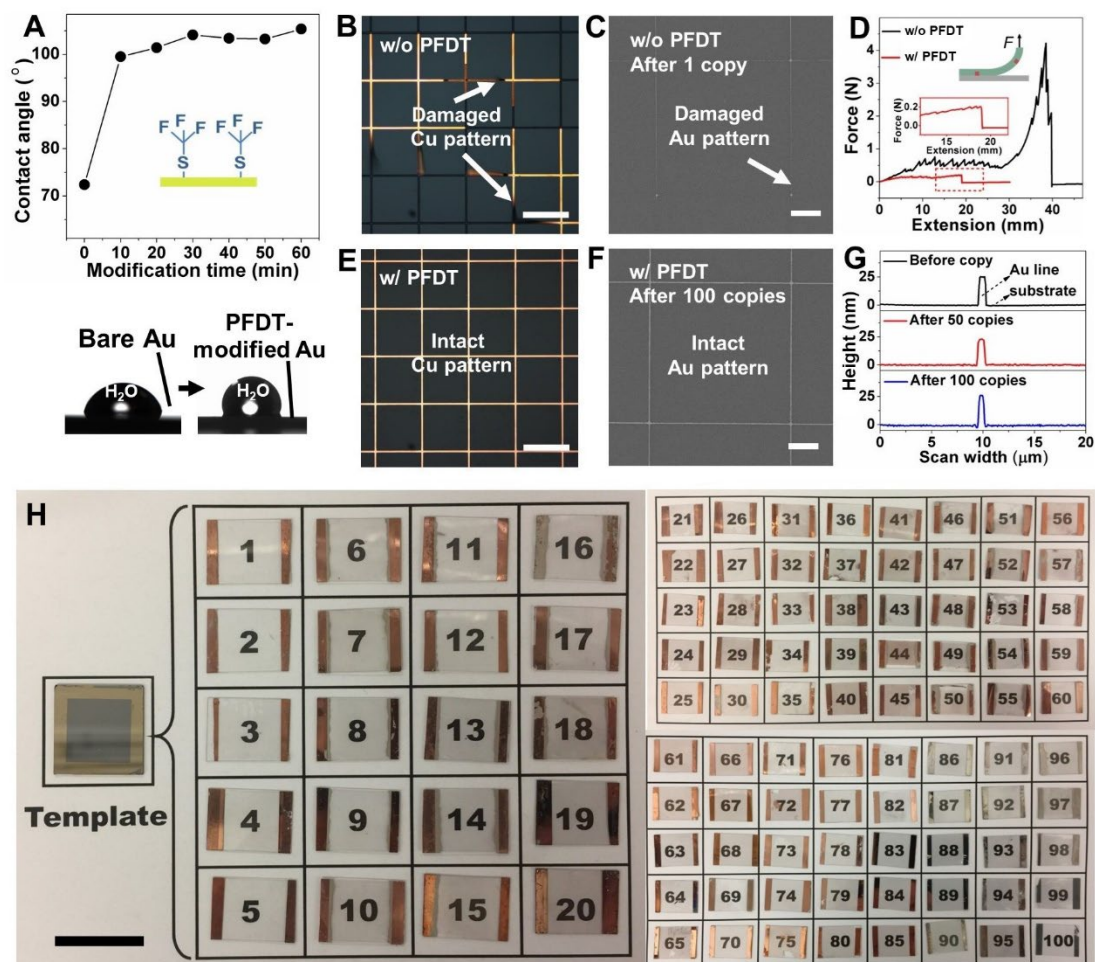 A
Contact angle (°)
100
90
80
70
0 10 20 30 40 50 60
Modification time (min)
F F F F F F
S S
Bare Au
PFDT-
modified Au
H₂O
H₂O
B
w/o PFDT
Damaged
Cu pattern
C
w/o PFDT
After 1 copy
Damaged
Au pattern
D
w/o PFDT
w/ PFDT
F
Force (N)
4
3
2
1
0
Force (N)
0.2
0.0
15 20
Extension (mm)
0 10 20 30 40
Extension (mm)
E
w/ PFDT
Intact
Cu pattern
F
w/ PFDT
After 100 copies
Intact
Au pattern
G
Height (nm)
25
0
Before copy
Au line
substrate
25
0
After 50 copies
25
0
After 100 copies
0 5 10 15 20
Scan width (μm)
H
Template
1 6 11 16
2 7 12 17
3 8 13 18
4 9 14 19
5 10 15 20
21 26 31 36 41 46 51 56
22 27 32 37 42 47 52 57
23 28 33 38 43 48 53 58
24 29 34 39 44 49 54 59
25 30 35 40 45 50 55 60
61 66 71 76 81 86 91 96
62 67 72 77 82 87 92 97
63 68 73 78 83 88 93 98
64 69 74 79 84 89 94 99
65 70 75 80 85 90 95 100